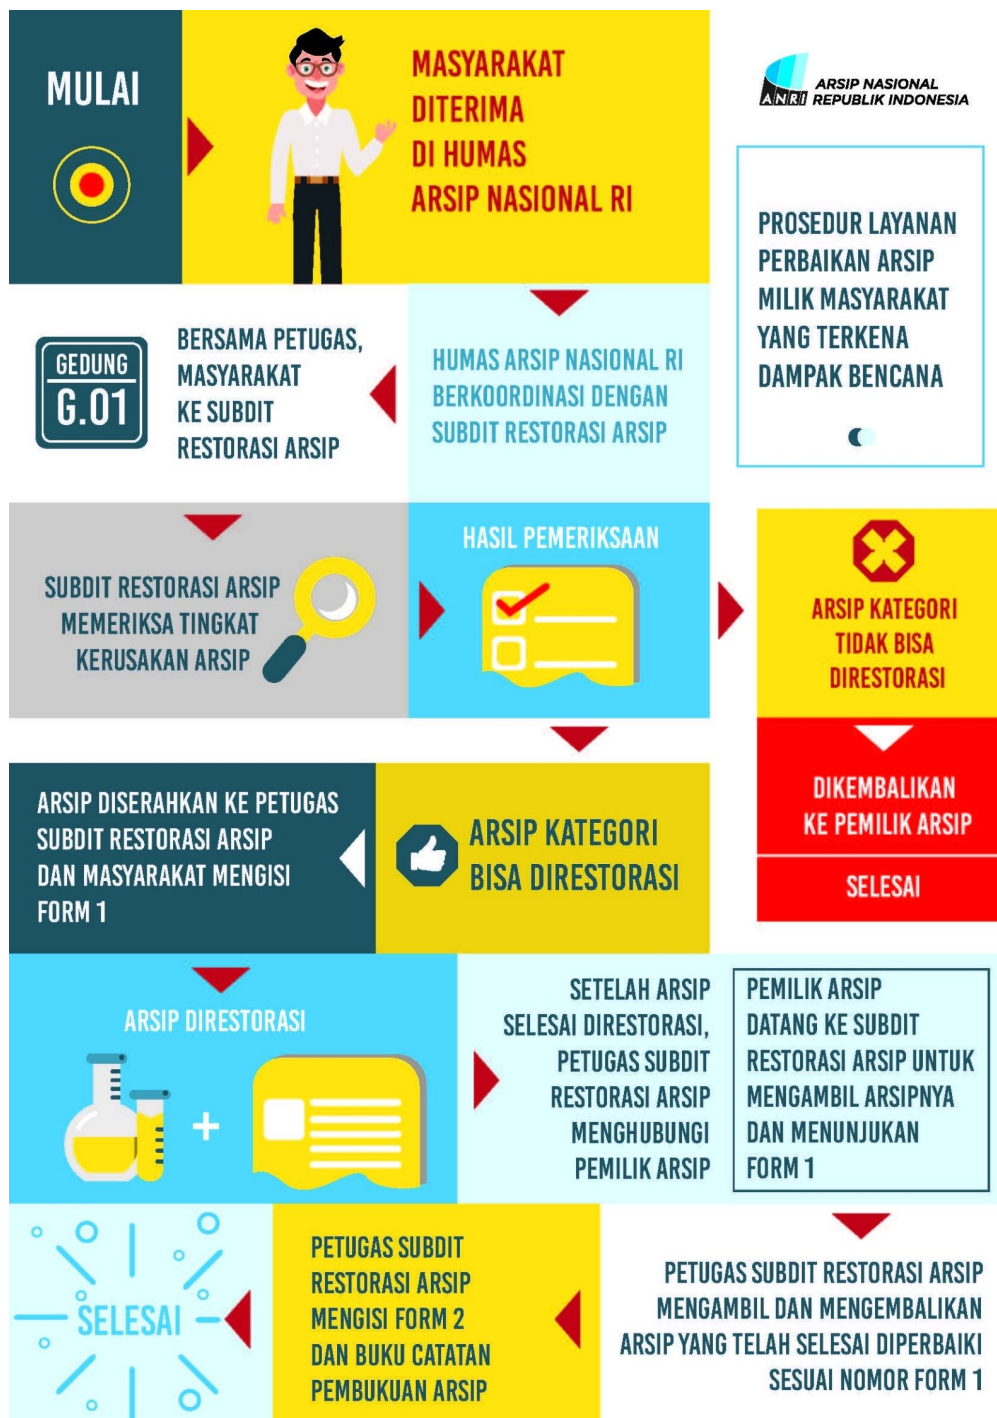 MULAI
MASYARAKAT
DITERIMA
DI HUMAS
ARSIP NASIONAL RI
ANRI
ARSIP NASIONAL
REPUBLIK INDONESIA
PROSEDUR LAYANAN
PERBAIKAN ARSIP
MILIK MASYARAKAT
YANG TERKENA
DAMPAK BENCANA
HUMAS ARSIP NASIONAL RI
BERKOORDINASI DENGAN
SUBDIT RESTORASI ARSIP
BERSAMA PETUGAS,
MASYARAKAT
KE SUBDIT
RESTORASI ARSIP
GEDUNG
G.01
SUBDIT RESTORASI ARSIP
MEMERIKSA TINGKAT
KERUSAKAN ARSIP
HASIL PEMERIKSAAN
ARSIP KATEGORI
TIDAK BISA
DIRESTORASI
DIKEMBALIKAN
KE PEMILIK ARSIP
SELESAI
ARSIP KATEGORI
BISA DIRESTORASI
ARSIP DISERAHKAN KE PETUGAS
SUBDIT RESTORASI ARSIP
DAN MASYARAKAT MENGISI
FORM 1
ARSIP DIRESTORASI
+
SETELAH ARSIP
SELESAI DIRESTORASI,
PETUGAS SUBDIT
RESTORASI ARSIP
MENGHUBUNGI
PEMILIK ARSIP
PEMILIK ARSIP
DATANG KE SUBDIT
RESTORASI ARSIP UNTUK
MENGAMBIL ARSIPNYA
DAN MENUNJUKAN
FORM 1
PETUGAS SUBDIT RESTORASI ARSIP
MENGAMBIL DAN MENGEMBALIKAN
ARSIP YANG TELAH SELESAI DIPERBAIKI
SESUAI NOMOR FORM 1
PETUGAS SUBDIT
RESTORASI ARSIP
MENGISI FORM 2
DAN BUKU CATATAN
PEMBUKUAN ARSIP
SELESAI